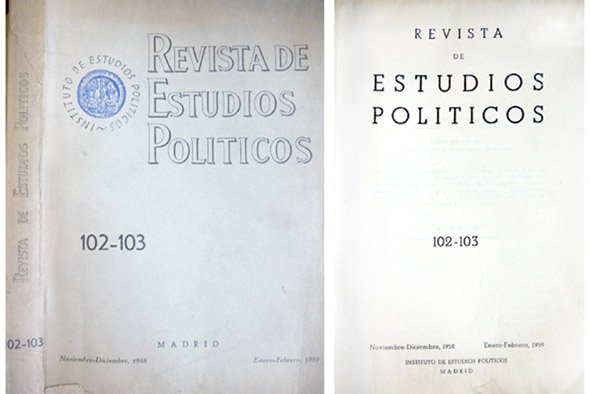 REVISTA DE ESTUDIOS POLITICOS
102-103
INSTITUTO DE ESTUDIOS POLITICOS
REVISTA DE
ESTUDIOS
POLITICOS
102-103
MADRID
Noviembre-Diciembre, 1958 Enero-Febrero, 1959
REVISTA
DE
ESTUDIOS
POLITICOS
102-103
Noviembre-Diciembre, 1958 Enero-Febrero, 1959
INSTITUTO DE ESTUDIOS POLITICOS
MADRID